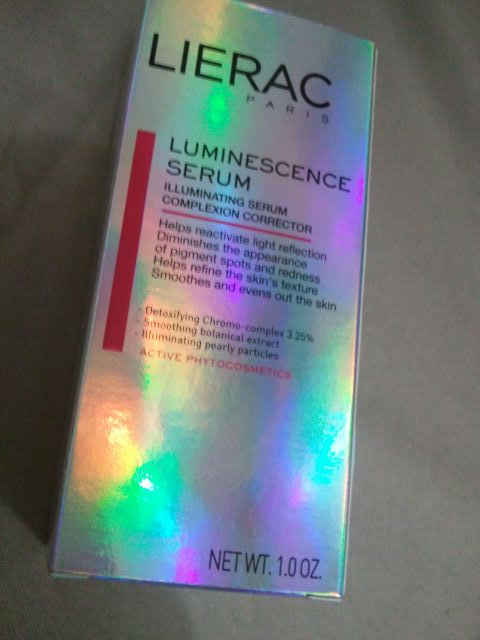 LIERAC
PARIS
LUMINESCENCE
SERUM
ILLUMINATING SERUM
COMPLEXION CORRECTOR
Helps reactivate light reflection
Diminishes the appearance
of pigment spots and redness
Helps refine the skin's texture
Smoothes and evens out the skin
- Detoxifying Chromo-complex 3.25%
- Smoothing botanical extract
- Illuminating pearly particles
ACTIVE PHYTOCOSMETICS
NET WT. 1.0 OZ.